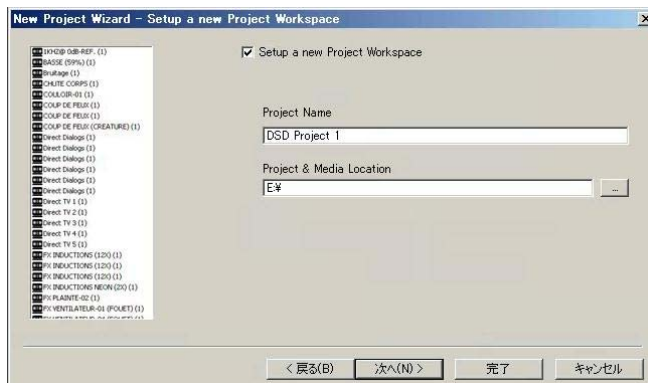 New Project Wizard - Setup a new Project Workspace
1KHZ@ 0dB-REF. (1)
BASSE (59%) (1)
Bruitage (1)
CHUTE CORPS (1)
COULOIR-01 (1)
COUP DE FEUX (1)
COUP DE FEUX (1)
COUP DE FEUX (CREATURE) (1)
Direct Dialogs (1)
Direct Dialogs (1)
Direct Dialogs (1)
Direct Dialogs (1)
Direct Dialogs (1)
Direct Dialogs (1)
Direct TV 1 (1)
Direct TV 2 (1)
Direct TV 3 (1)
Direct TV 4 (1)
Direct TV 5 (1)
FX INDUCTIONS (12X) (1)
FX INDUCTIONS (12X) (1)
FX INDUCTIONS (12X) (1)
FX INDUCTIONS NEON (2X) (1)
FX PLAINTE-02 (1)
FX VENTILATEUR-01 (FOUET) (1)
Setup a new Project Workspace
Project Name
DSD Project 1
Project & Media Location
E:¥
...
< 戻る(B)
次へ(N) >
完了
キャンセル